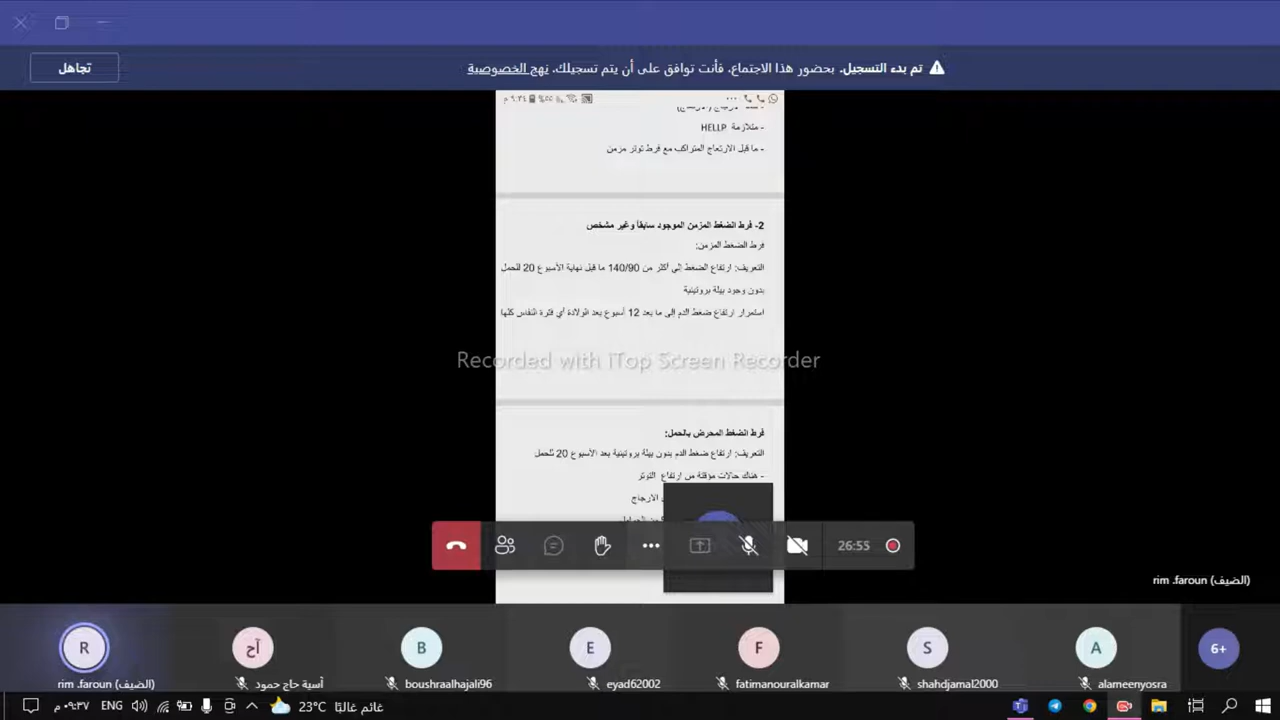 تم بدء التسجيل. بحضور هذا الاجتماع، فأنت توافق على أن يتم تسجيلك. نهج الخصوصية
تجاهل
- متلازمة HELLP
- ما قبل الارتعاج المتراكب مع فرط توتر مزمن
2- فرط الضغط المزمن الموجود سابقاً وغير مشخص
فرط الضغط المزمن:
التعريف: ارتفاع الضغط إلى أكثر من 140/90 ما قبل نهاية الأسبوع 20 للحمل
بدون وجود بيلة بروتينية
استمرار ارتفاع ضغط الدم إلى ما بعد 12 أسبوع بعد الولادة أي فترة النفاس كلها
Recorded with iTop Screen Recorder
فرط الضغط المحرض بالحمل:
التعريف: ارتفاع ضغط الدم بدون بيلة بروتينية بعد الأسبوع 20 للحمل
- هناك حالات مؤقتة من ارتفاع التوتر
الارجاج
26:55
rim .faroun (الضيف)
R
آح
B
E
F
S
A
6+
rim .faroun (الضيف)
آسية حاج حمود
boushraalhajali96
eyad62002
fatimanouralkamar
shahdjamal2000
alameenyosra
٠٩:٣٧ م
ENG
23°C غائم غالبًا